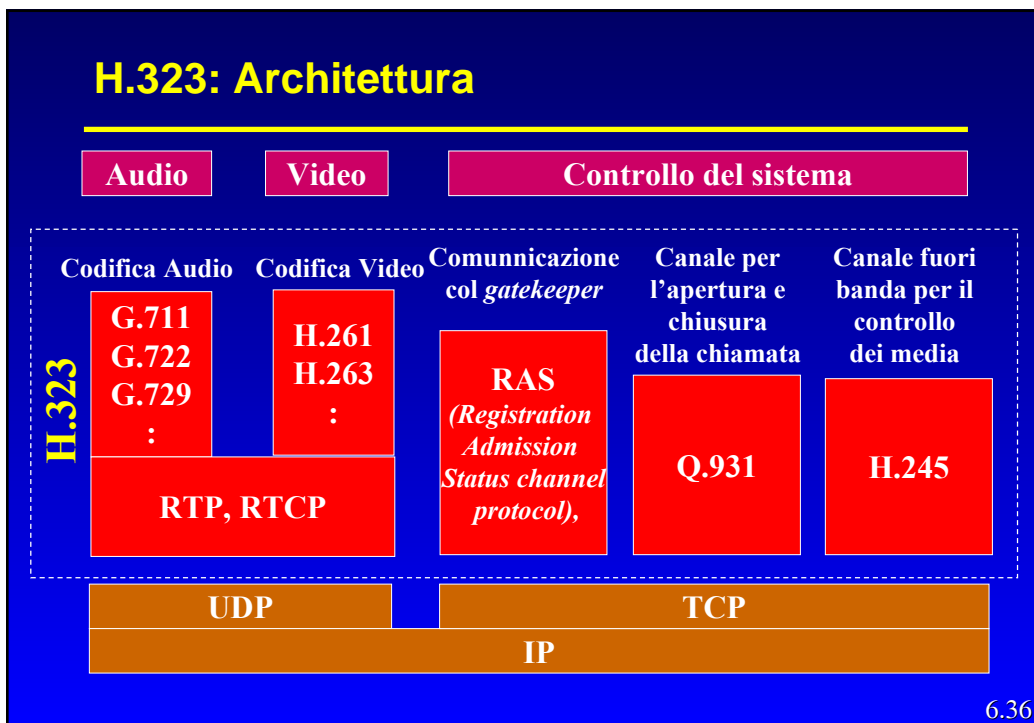 H.323: Architettura
Audio
Video
Controllo del sistema
H.323
Codifica Audio
G.711
G.722
G.729
:
Codifica Video
H.261
H.263
:
RTP, RTCP
Comunnicazione
col gatekeeper
RAS
(Registration
Admission
Status channel
protocol),
Canale per
l’apertura e
chiusura
della chiamata
Q.931
Canale fuori
banda per il
controllo
dei media
H.245
UDP
TCP
IP
6.36